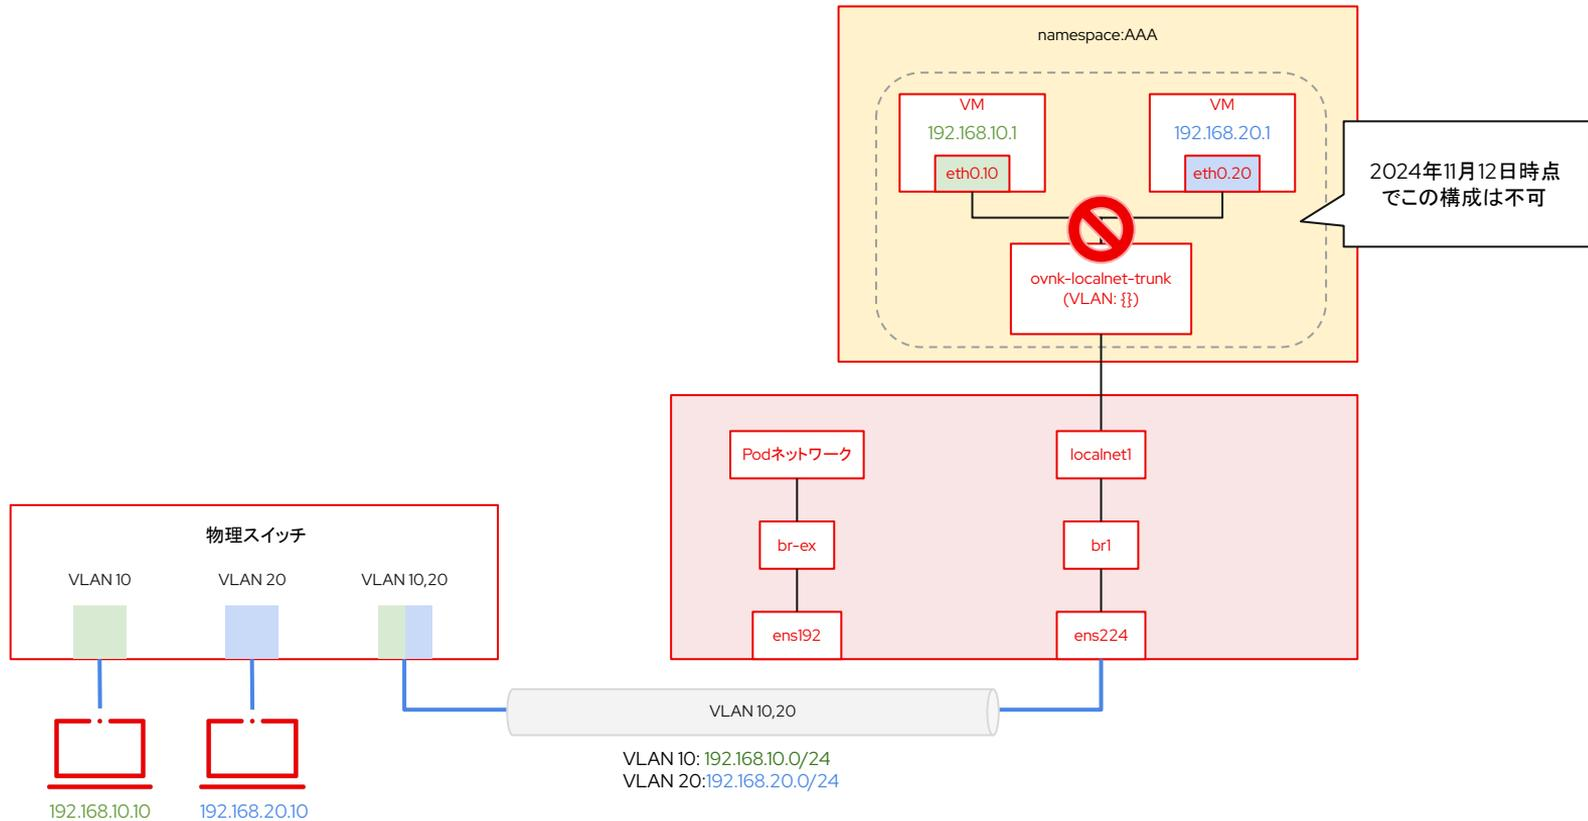 namespace:AAA
VM
192.168.10.1
eth0.10
VM
192.168.20.1
eth0.20
2024年11月12日時点
でこの構成は不可
ovnk-localnet-trunk
(VLAN: {})
Podネットワーク
localnet1
br-ex
br1
ens192
ens224
物理スイッチ
VLAN 10
VLAN 20
VLAN 10,20
VLAN 10,20
VLAN 10: 192.168.10.0/24
VLAN 20:192.168.20.0/24
192.168.10.10
192.168.20.10